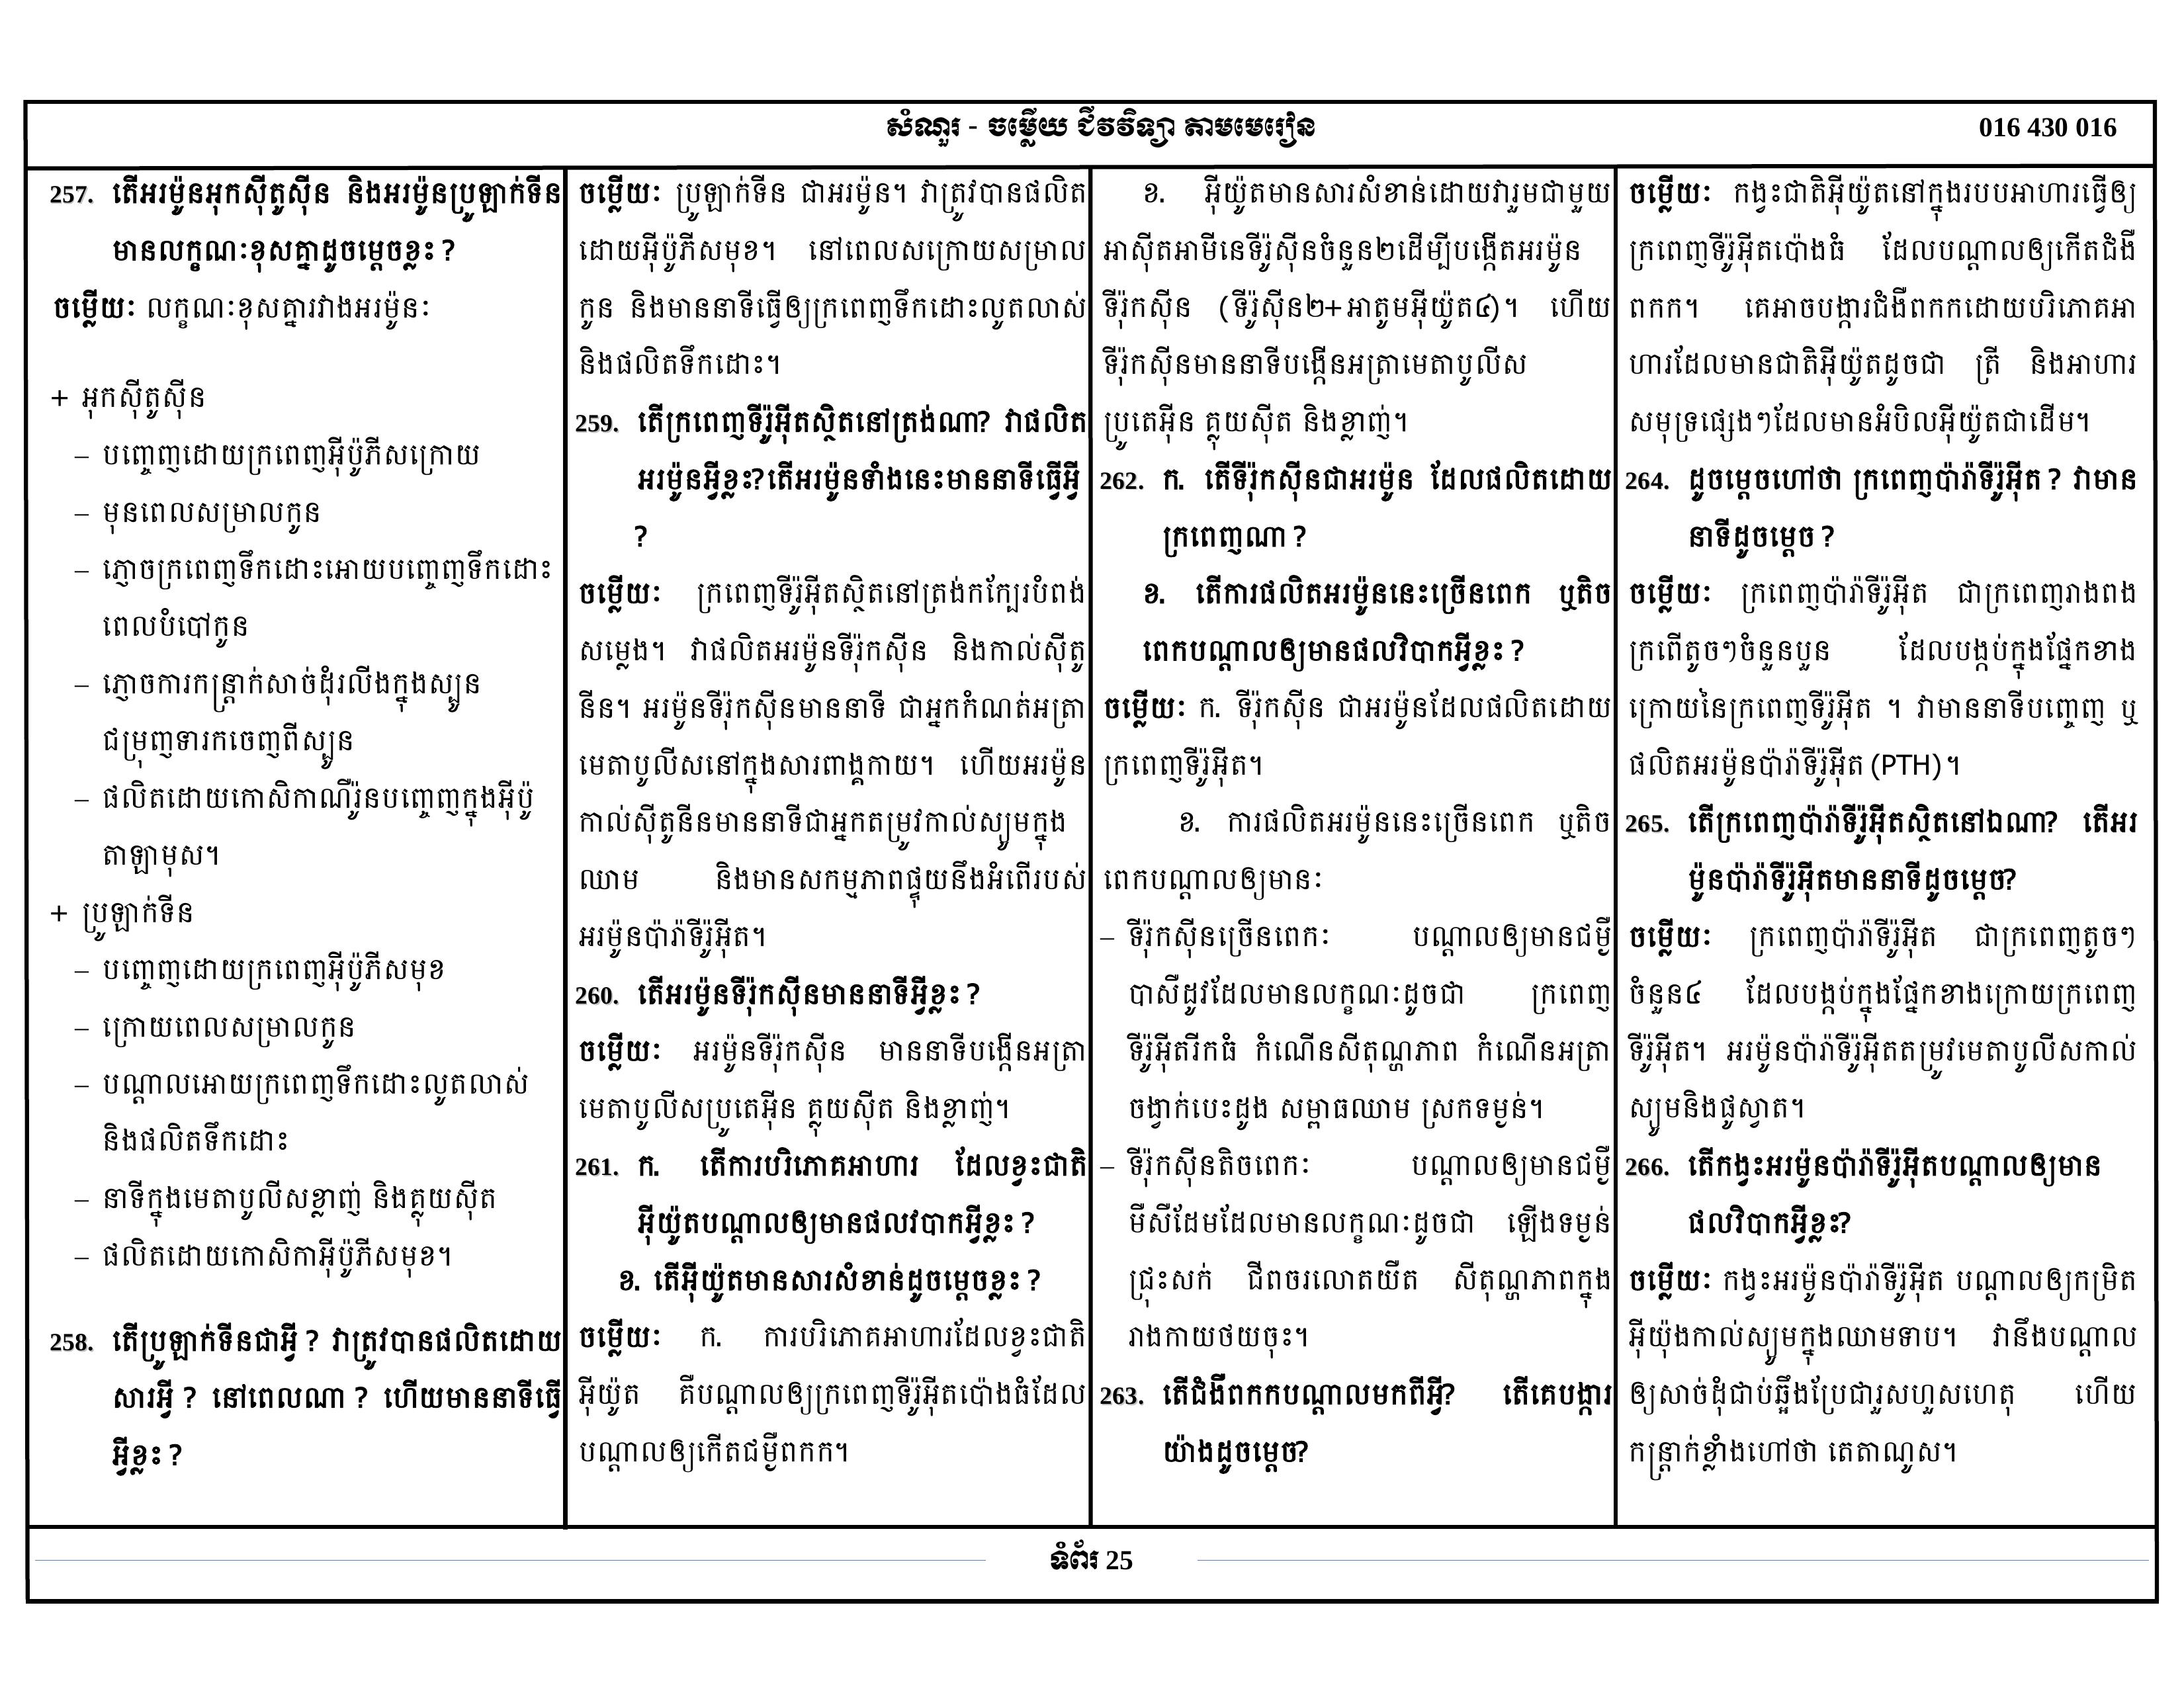 សំណួរ - ចម្លើយ ជីវវិទ្យា តាមមេរៀន
016 430 016
257. តើអរម៉ូនអុកស៊ីតូស៊ីន និងអរម៉ូនប្រូឡាក់ទីន
មានលក្ខណៈខុសគ្នាដូចម្តេចខ្លះ ?
ចម្លើយៈ លក្ខណៈខុសគ្នារវាងអរម៉ូនៈ
+ អុកស៊ីតូស៊ីន
– បញ្ចេញដោយក្រពេញអ៊ីប៉ូភីសក្រោយ
– មុនពេលសម្រាលកូន
– ភ្ញោចក្រពេញទឹកដោះអោយបញ្ចេញទឹកដោះ
ពេលបំបៅកូន
– ភ្ញោចការកន្ត្រាក់សាច់ដុំរលីងក្នុងស្បូន
ជម្រុញទារកចេញពីស្បូន
– ផលិតដោយកោសិកាណឺរ៉ូនបញ្ចេញក្នុងអ៊ីប៉ូ
តាឡាមុស។
+ ប្រូឡាក់ទីន
– បញ្ចេញដោយក្រពេញអ៊ីប៉ូភីសមុខ
– ក្រោយពេលសម្រាលកូន
– បណ្តាលអោយក្រពេញទឹកដោះលូតលាស់
និងផលិតទឹកដោះ
– នាទីក្នុងមេតាបូលីសខ្លាញ់ និងគ្លុយស៊ីត
– ផលិតដោយកោសិកាអ៊ីប៉ូភីសមុខ។
258. តើប្រូឡាក់ទីនជាអ្វី ? វាត្រូវបានផលិតដោយ
សារអ្វី ? នៅពេលណា ? ហើយមាននាទីធ្វើ
អ្វីខ្លះ ?
ចម្លើយៈ ប្រូឡាក់ទីន ជាអរម៉ូន។ វាត្រូវបានផលិត
ដោយអ៊ីប៉ូភីសមុខ។ នៅពេលសក្រោយសម្រាល
កូន និងមាននាទីធ្វើឲ្យក្រពេញទឹកដោះលូតលាស់
និងផលិតទឹកដោះ។
259. តើក្រពេញទីរ៉ូអ៊ីតស្ថិតនៅត្រង់ណា? វាផលិត
អរម៉ូនអ្វីខ្លះ?តើអរម៉ូនទាំងនេះមាននាទីធ្វើអ្វី
?
ចម្លើយៈ ក្រពេញទីរ៉ូអ៊ីតស្ថិតនៅត្រង់កក្បែរបំពង់
សម្លេង។ វាផលិតអរម៉ូនទីរ៉ុកស៊ីន និងកាល់ស៊ីតូ
នីន។ អរម៉ូនទីរ៉ុកស៊ីនមាននាទី ជាអ្នកកំណត់អត្រា
មេតាបូលីសនៅក្នុងសារពាង្គកាយ។ ហើយអរម៉ូន
កាល់ស៊ីតូនីនមាននាទីជាអ្នកតម្រូវកាល់ស្យូមក្នុង
ឈាម និងមានសកម្មភាពផ្ទុយនឹងអំពើរបស់
អរម៉ូនប៉ារ៉ាទីរ៉ូអ៊ីត។
260. តើអរម៉ូនទីរ៉ុកស៊ីនមាននាទីអ្វីខ្លះ ?
ចម្លើយៈ អរម៉ូនទីរ៉ុកស៊ីន មាននាទីបង្កើនអត្រា
មេតាបូលីសប្រូតេអ៊ីន គ្លុយស៊ីត និងខ្លាញ់។
261. ក. តើការបរិភោគអាហារ ដែលខ្វះជាតិ
អ៊ីយ៉ូតបណ្តាលឲ្យមានផលវបាកអ្វីខ្លះ ?
ខ. តើអ៊ីយ៉ូតមានសារសំខាន់ដូចម្តេចខ្លះ ?
ចម្លើយៈ ក. ការបរិភោគអាហារដែលខ្វះជាតិ
អ៊ីយ៉ូត គឺបណ្តាលឲ្យក្រពេញទីរ៉ូអ៊ីតប៉ោងធំដែល
បណ្តាលឲ្យកើតជម្ងឺពកក។
ខ. អ៊ីយ៉ូតមានសារសំខាន់ដោយវារួមជាមួយ
អាស៊ីតអាមីនេទីរ៉ូស៊ីនចំនួន២ដើម្បីបង្កើតអរម៉ូន
ទីរ៉ុកស៊ីន (ទីរ៉ូស៊ីន២+អាតូមអ៊ីយ៉ូត៤)។ ហើយ
ទីរ៉ុកស៊ីនមាននាទីបង្កើនអត្រាមេតាបូលីស
ប្រូតេអ៊ីន គ្លុយស៊ីត និងខ្លាញ់។
262. ក. តើទីរ៉ុកស៊ីនជាអរម៉ូន ដែលផលិតដោយ
ក្រពេញណា ?
ខ. តើការផលិតអរម៉ូននេះច្រើនពេក ឬតិច
ពេកបណ្តាលឲ្យមានផលវិបាកអ្វីខ្លះ ?
ចម្លើយៈ ក. ទីរ៉ុកស៊ីន ជាអរម៉ូនដែលផលិតដោយ
ក្រពេញទីរ៉ូអ៊ីត។
ខ. ការផលិតអរម៉ូននេះច្រើនពេក ឬតិច
ពេកបណ្តាលឲ្យមានៈ
– ទីរ៉ុកស៊ីនច្រើនពេកៈ បណ្តាលឲ្យមានជម្ងឺ
បាសឺដូវដែលមានលក្ខណៈដូចជា ក្រពេញ
ទីរ៉ូអ៊ីតរីកធំ កំណើនសីតុណ្ហភាព កំណើនអត្រា
ចង្វាក់បេះដូង សម្ពាធឈាម ស្រកទម្ងន់។
– ទីរ៉ុកស៊ីនតិចពេកៈ បណ្តាលឲ្យមានជម្ងឺ
មឺសីដែមដែលមានលក្ខណៈដូចជា ឡើងទម្ងន់
ជ្រុះសក់ ជីពចរលោតយឺត សីតុណ្ហភាពក្នុង
រាងកាយថយចុះ។
263. តើជំងឺពកកបណ្តាលមកពីអ្វី? តើគេបង្ការ
យ៉ាងដូចម្តេច?
ចម្លើយៈ កង្វះជាតិអ៊ីយ៉ូតនៅក្នុងរបបអាហារធ្វើឲ្យ
ក្រពេញទីរ៉ូអ៊ីតប៉ោងធំ ដែលបណ្តាលឲ្យកើតជំងឺ
ពកក។ គេអាចបង្ការជំងឺពកកដោយបរិភោគអា
ហារដែលមានជាតិអ៊ីយ៉ូតដូចជា ត្រី និងអាហារ
សមុទ្រផ្សេងៗដែលមានអំបិលអ៊ីយ៉ូតជាដើម។
264. ដូចម្តេចហៅថា ក្រពេញប៉ារ៉ាទីរ៉ូអ៊ីត ? វាមាន
នាទីដូចម្តេច ?
ចម្លើយៈ ក្រពេញប៉ារ៉ាទីរ៉ូអ៊ីត ជាក្រពេញរាងពង
ក្រពើតូចៗចំនួនបួន ដែលបង្កប់ក្នុងផ្នែកខាង
ក្រោយនៃក្រពេញទីរ៉ូអ៊ីត ។ វាមាននាទីបញ្ចេញ ឬ
ផលិតអរម៉ូនប៉ារ៉ាទីរ៉ូអ៊ីត (PTH) ។
265. តើក្រពេញប៉ារ៉ាទីរ៉ូអ៊ីតស្ថិតនៅឯណា? តើអរ
ម៉ូនប៉ារ៉ាទីរ៉ូអ៊ីតមាននាទីដូចម្តេច?
ចម្លើយៈ ក្រពេញប៉ារ៉ាទីរ៉ូអ៊ីត ជាក្រពេញតូចៗ
ចំនួន៤ ដែលបង្កប់ក្នុងផ្នែកខាងក្រោយក្រពេញ
ទីរ៉ូអ៊ីត។ អរម៉ូនប៉ារ៉ាទីរ៉ូអ៊ីតតម្រូវមេតាបូលីសកាល់
ស្យូមនិងផូស្វាត។
266. តើកង្វះអរម៉ូនប៉ារ៉ាទីរ៉ូអ៊ីតបណ្តាលឲ្យមាន
ផលវិបាកអ្វីខ្លះ?
ចម្លើយៈ កង្វះអរម៉ូនប៉ារ៉ាទីរ៉ូអ៊ីត បណ្តាលឲ្យកម្រិត
អ៊ីយ៉ុងកាល់ស្យូមក្នុងឈាមទាប។ វានឹងបណ្តាល
ឲ្យសាច់ដុំជាប់ឆ្អឹងប្រែជារួសហួសហេតុ ហើយ
កន្ត្រាក់ខ្លាំងហៅថា តេតាណូស។
ទំព័រ 25